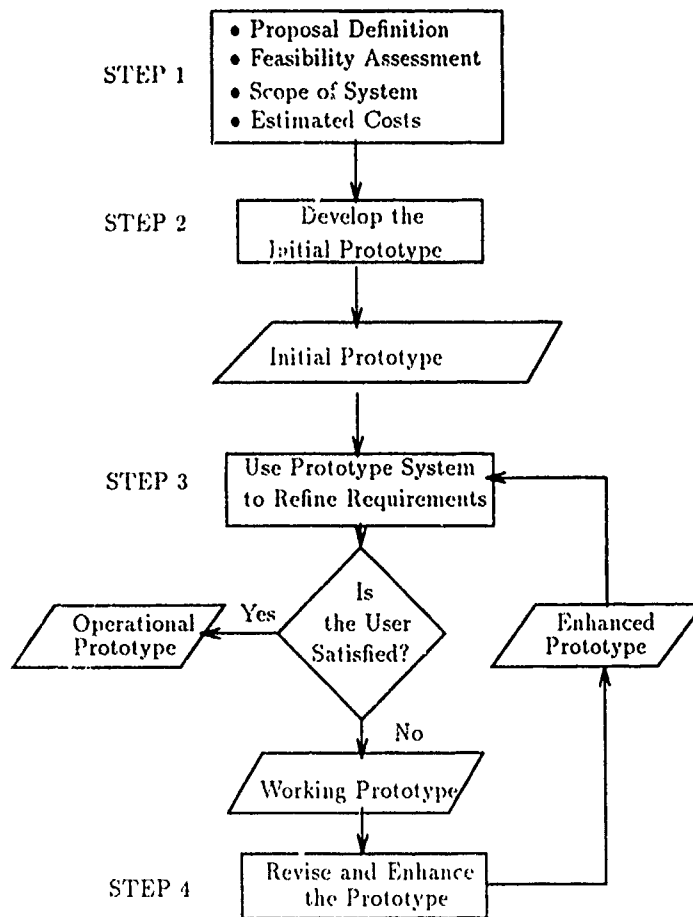 STEP 1
• Proposal Definition
• Feasibility Assessment
• Scope of System
• Estimated Costs
STEP 2
Develop the
Initial Prototype
Initial Prototype
STEP 3
Use Prototype System
to Refine Requirements
Is
the User
Satisfied?
Yes
Operational
Prototype
Enhanced
Prototype
No
Working Prototype
STEP 4
Revise and Enhance
the Prototype